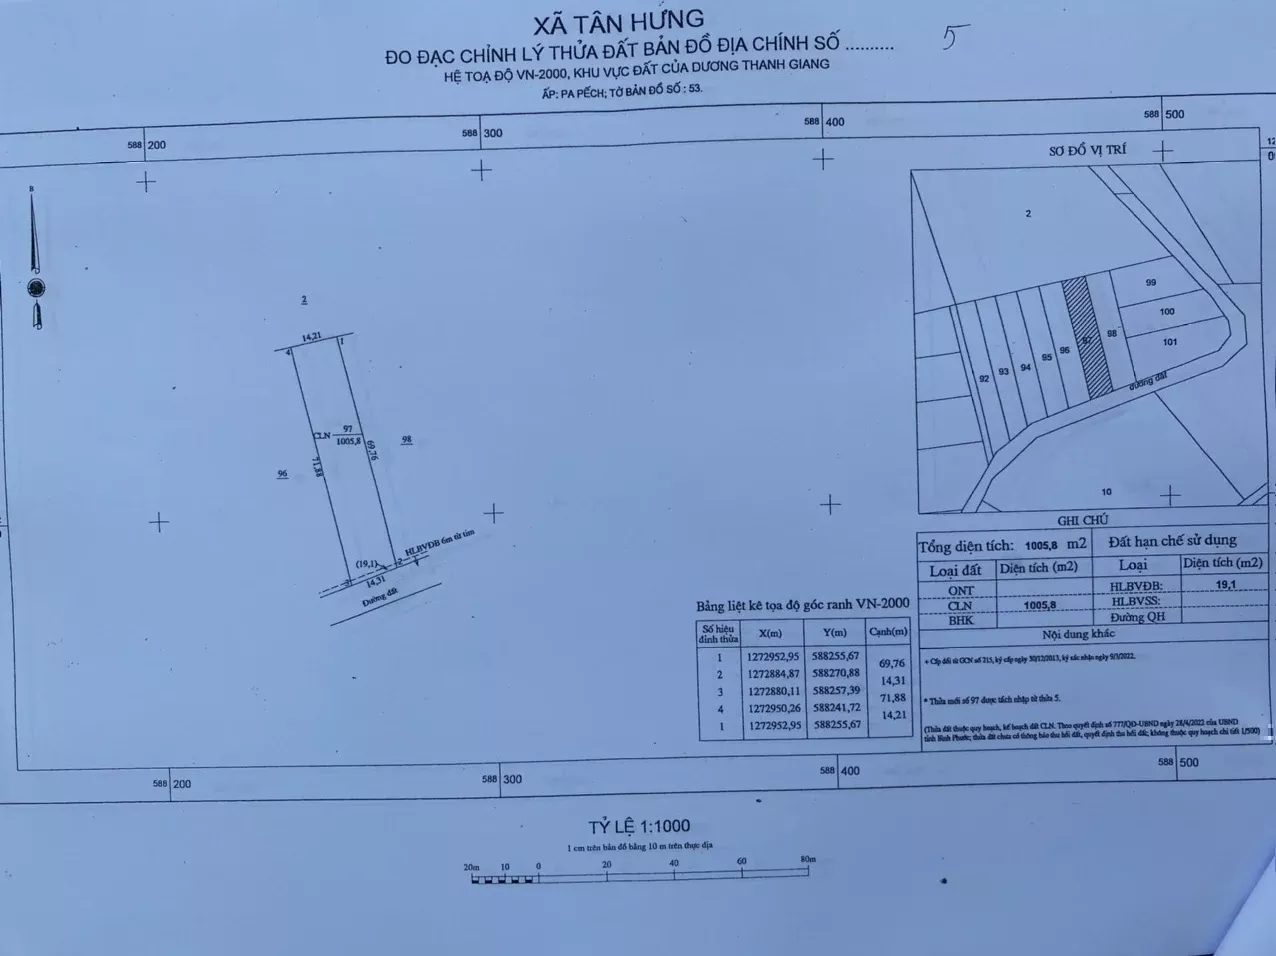 XÃ TÂN HƯNG
ĐO ĐẠC CHỈNH LÝ THỬA ĐẤT BẢN ĐỒ ĐỊA CHÍNH SỐ .......... 5
HỆ TOẠ ĐỘ VN-2000, KHU VỰC ĐẤT CỦA DƯƠNG THANH GIANG
ẤP: PA PẾCH; TỜ BẢN ĐỒ SỐ : 53.
588 200
588 300
588 400
588 500
B
2
14,21
4
1
CLN
97
1005,8
69,76
71,88
98
96
HLBVĐB 6m từ tim
(19,1)
3
2
14,31
Đường đất
SƠ ĐỒ VỊ TRÍ
2
99
100
101
98
97
96
95
94
93
92
đường đất
10
GHI CHÚ
Tổng diện tích: 1005,8 m2
Đất hạn chế sử dụng
Loại đất
Diện tích (m2)
Loại
Diện tích (m2)
ONT
HLBVĐB:
19,1
CLN
1005,8
HLBVSS:
BHK
Đường QH
Nội dung khác
+ Cấp đổi từ GCN số 215, ký cấp ngày 30/12/2013, ký xác nhận ngày 9/3/2022.
* Thửa mới số 97 được tách nhập từ thửa 5.
(Thửa đất thuộc quy hoạch, kế hoạch đất CLN. Theo quyết định số 777/QĐ-UBND ngày 28/4/2022 của UBND
tỉnh Bình Phước; thửa đất chưa có thông báo thu hồi đất, quyết định thu hồi đất; không thuộc quy hoạch chi tiết 1/500)
Bảng liệt kê tọa độ góc ranh VN-2000
Số hiệu đỉnh thửa
X(m)
Y(m)
Cạnh(m)
1 1272952,95 588255,67
69,76
2 1272884,87 588270,88
14,31
3 1272880,11 588257,39
71,88
4 1272950,26 588241,72
14,21
1 1272952,95 588255,67
588 200
588 300
588 400
588 500
TỶ LỆ 1:1000
1 cm trên bản đồ bằng 10 m trên thực địa
20m 10 0 20 40 60 80m